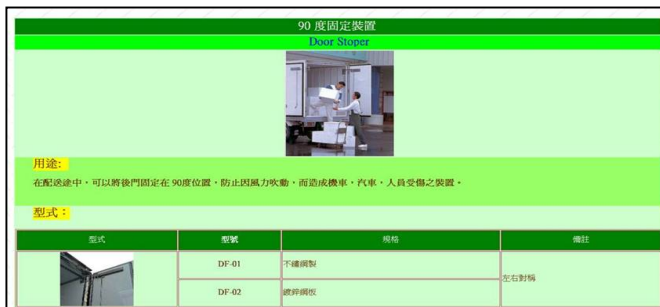 90 度固定裝置
Door Stoper
用途:
在配送途中，可以將後門固定在 90度位置，防止因風力吹動，而造成機車，汽車，人員受傷之裝置。
型式：
型式 型號 規格 備註
DF-01 不鏽鋼製
左右對稱
DF-02 鍍鋅鋼板